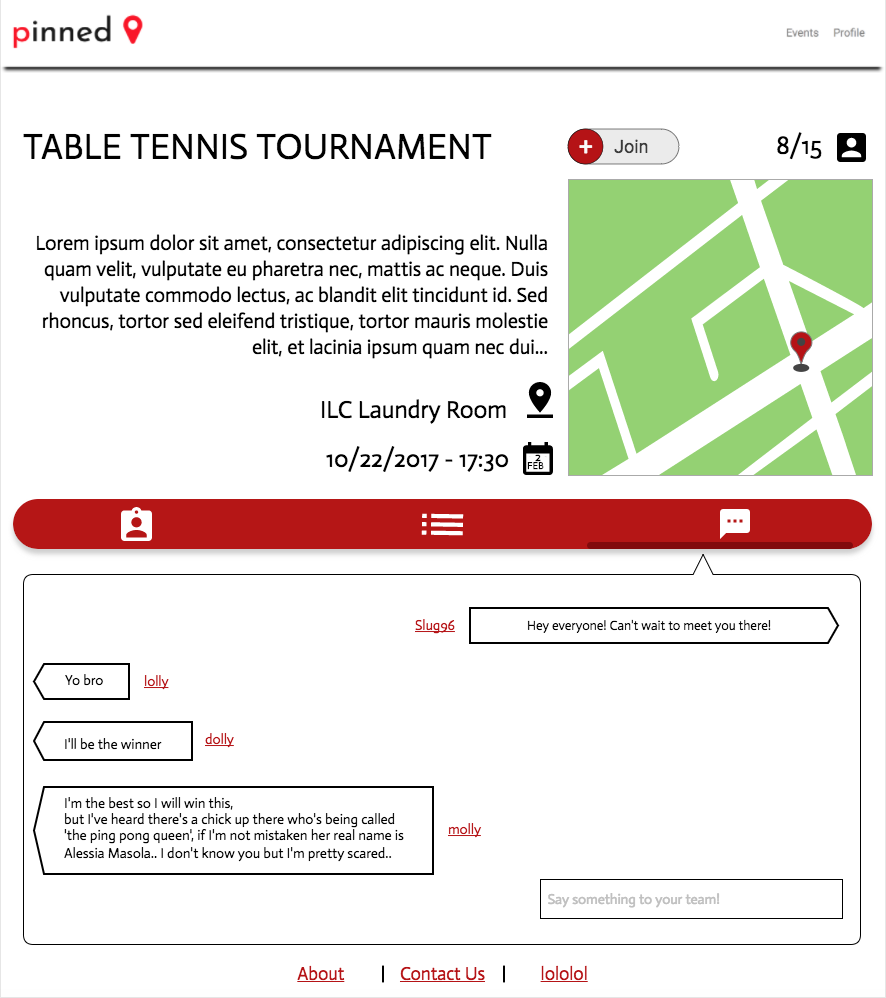 pinned
Events Profile
TABLE TENNIS TOURNAMENT
Join
8/15
Lorem ipsum dolor sit amet, consectetur adipiscing elit. Nulla
quam velit, vulputate eu pharetra nec, mattis ac neque. Duis
vulputate commodo lectus, ac blandit elit tincidunt id. Sed
rhoncus, tortor sed eleifend tristique, tortor mauris molestie
elit, et lacinia ipsum quam nec dui...
ILC Laundry Room
10/22/2017 - 17:30
2
FEB
Slug96
Hey everyone! Can't wait to meet you there!
Yo bro
lolly
I'll be the winner
dolly
I'm the best so I will win this,
but I've heard there's a chick up there who's being called
'the ping pong queen', if I'm not mistaken her real name is
Alessia Masola.. I don't know you but I'm pretty scared..
molly
Say something to your team!
About | Contact Us | lololol